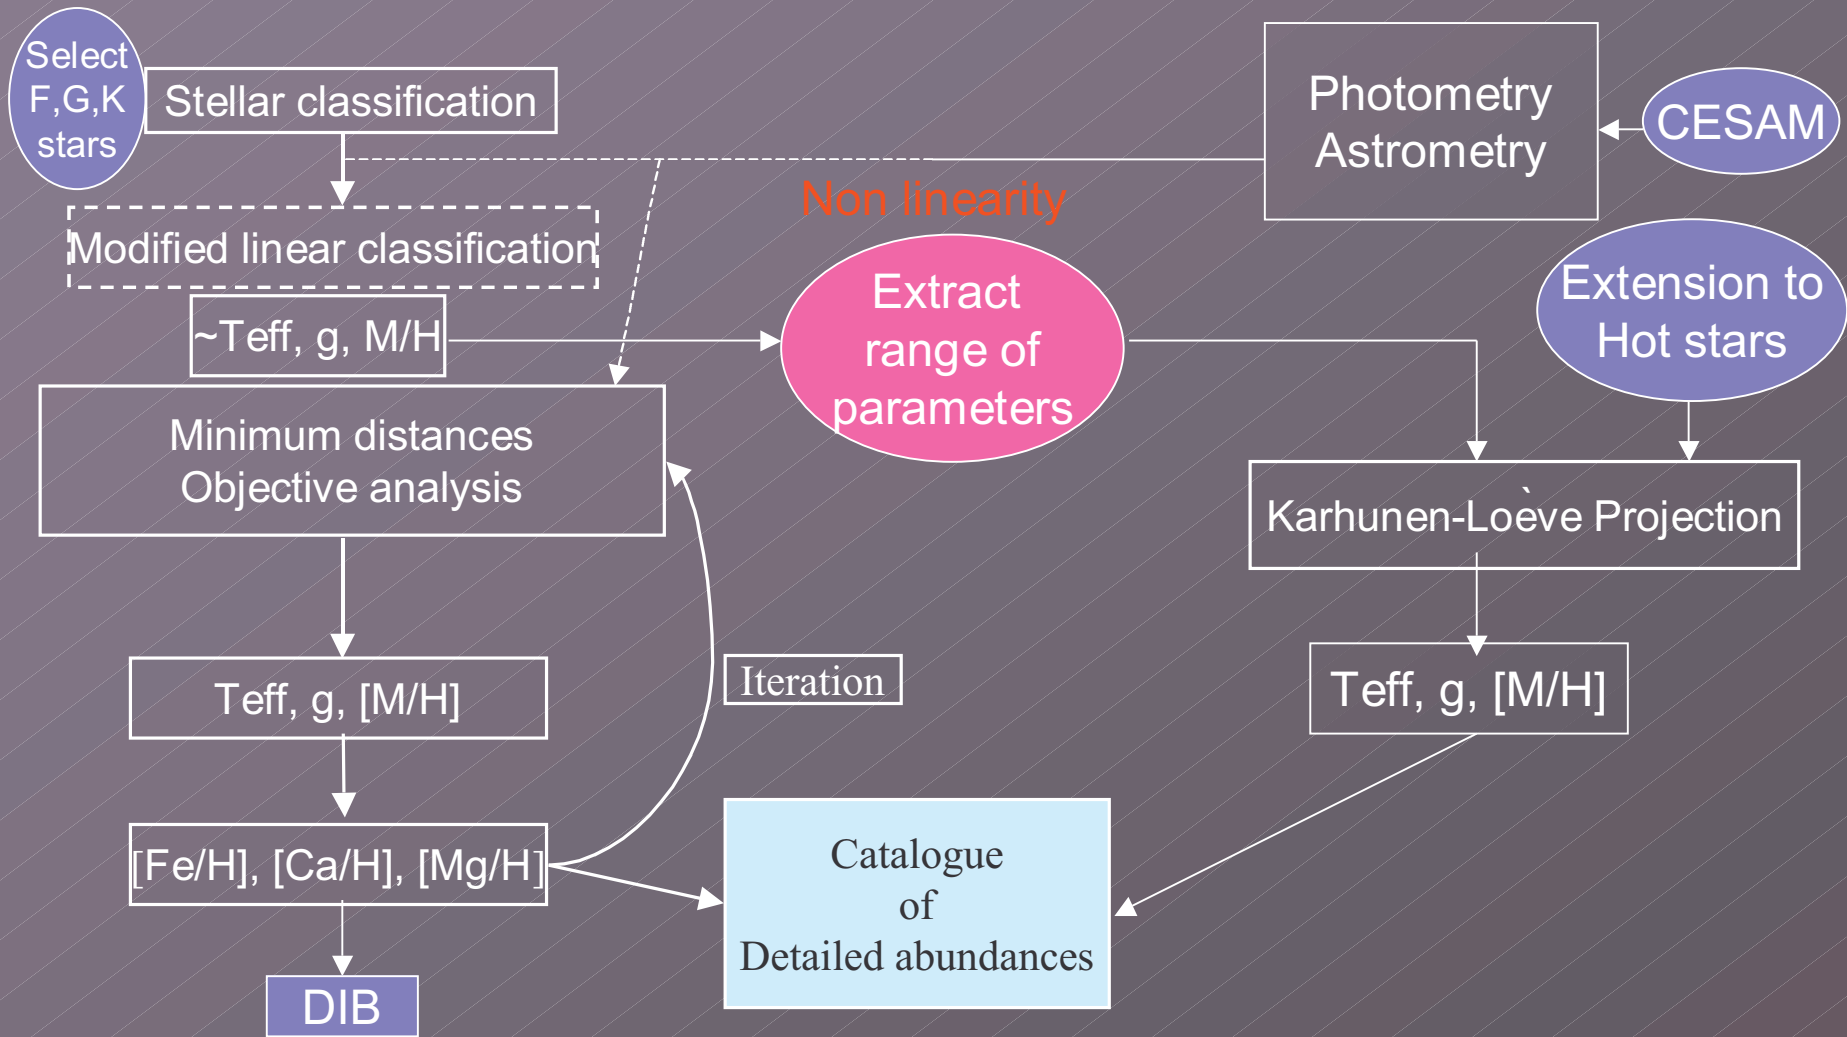 Select
F,G,K
stars
Stellar classification
Photometry
Astrometry
CESAM
Non linearity
Modified linear classification
Extract
range of
parameters
Extension to
Hot stars
~Teff, g, M/H
Minimum distances
Objective analysis
Karhunen-Loève Projection
Teff, g, [M/H]
Iteration
Teff, g, [M/H]
[Fe/H], [Ca/H], [Mg/H]
Catalogue
of
Detailed abundances
DIB